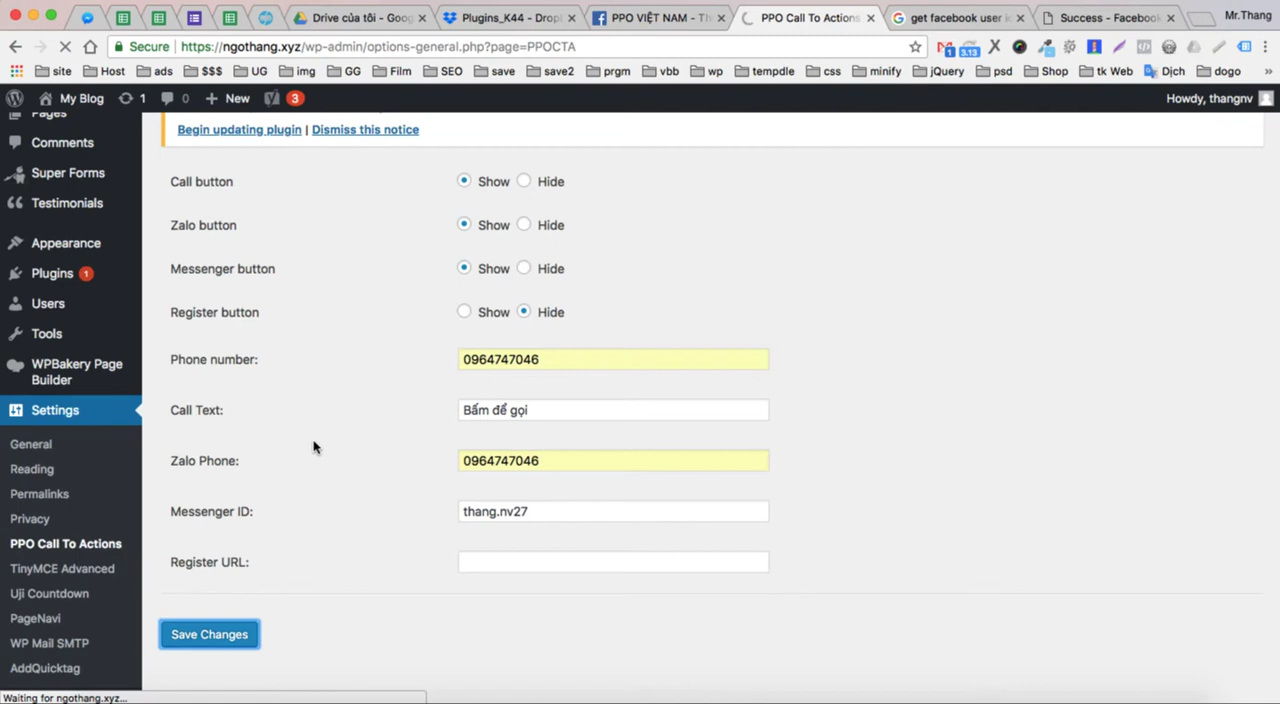 Drive của tôi - Goog
Plugins_K44 - Drop
PPO VIỆT NAM - Th
PPO Call To Actions
get facebook user id
Success - Facebook
Mr.Thang
Secure
https://ngothang.xyz/wp-admin/options-general.php?page=PPOCTA
1
3.13
site
Host
ads
$$$
UG
img
GG
Film
SEO
save
save2
prgm
vbb
wp
tempdle
css
minify
jQuery
psd
Shop
tk Web
Dịch
dogo
»
My Blog
1
0
New
3
Howdy, thangnv
Pages
Comments
Super Forms
Testimonials
Appearance
Plugins 1
Users
Tools
WPBakery Page
Builder
Settings
General
Reading
Permalinks
Privacy
PPO Call To Actions
TinyMCE Advanced
Uji Countdown
PageNavi
WP Mail SMTP
AddQuicktag
Begin updating plugin | Dismiss this notice
Call button Show Hide
Zalo button Show Hide
Messenger button Show Hide
Register button Show Hide
Phone number: 0964747046
Call Text: Bấm để gọi
Zalo Phone: 0964747046
Messenger ID: thang.nv27
Register URL:
Save Changes
Waiting for ngothang.xyz...